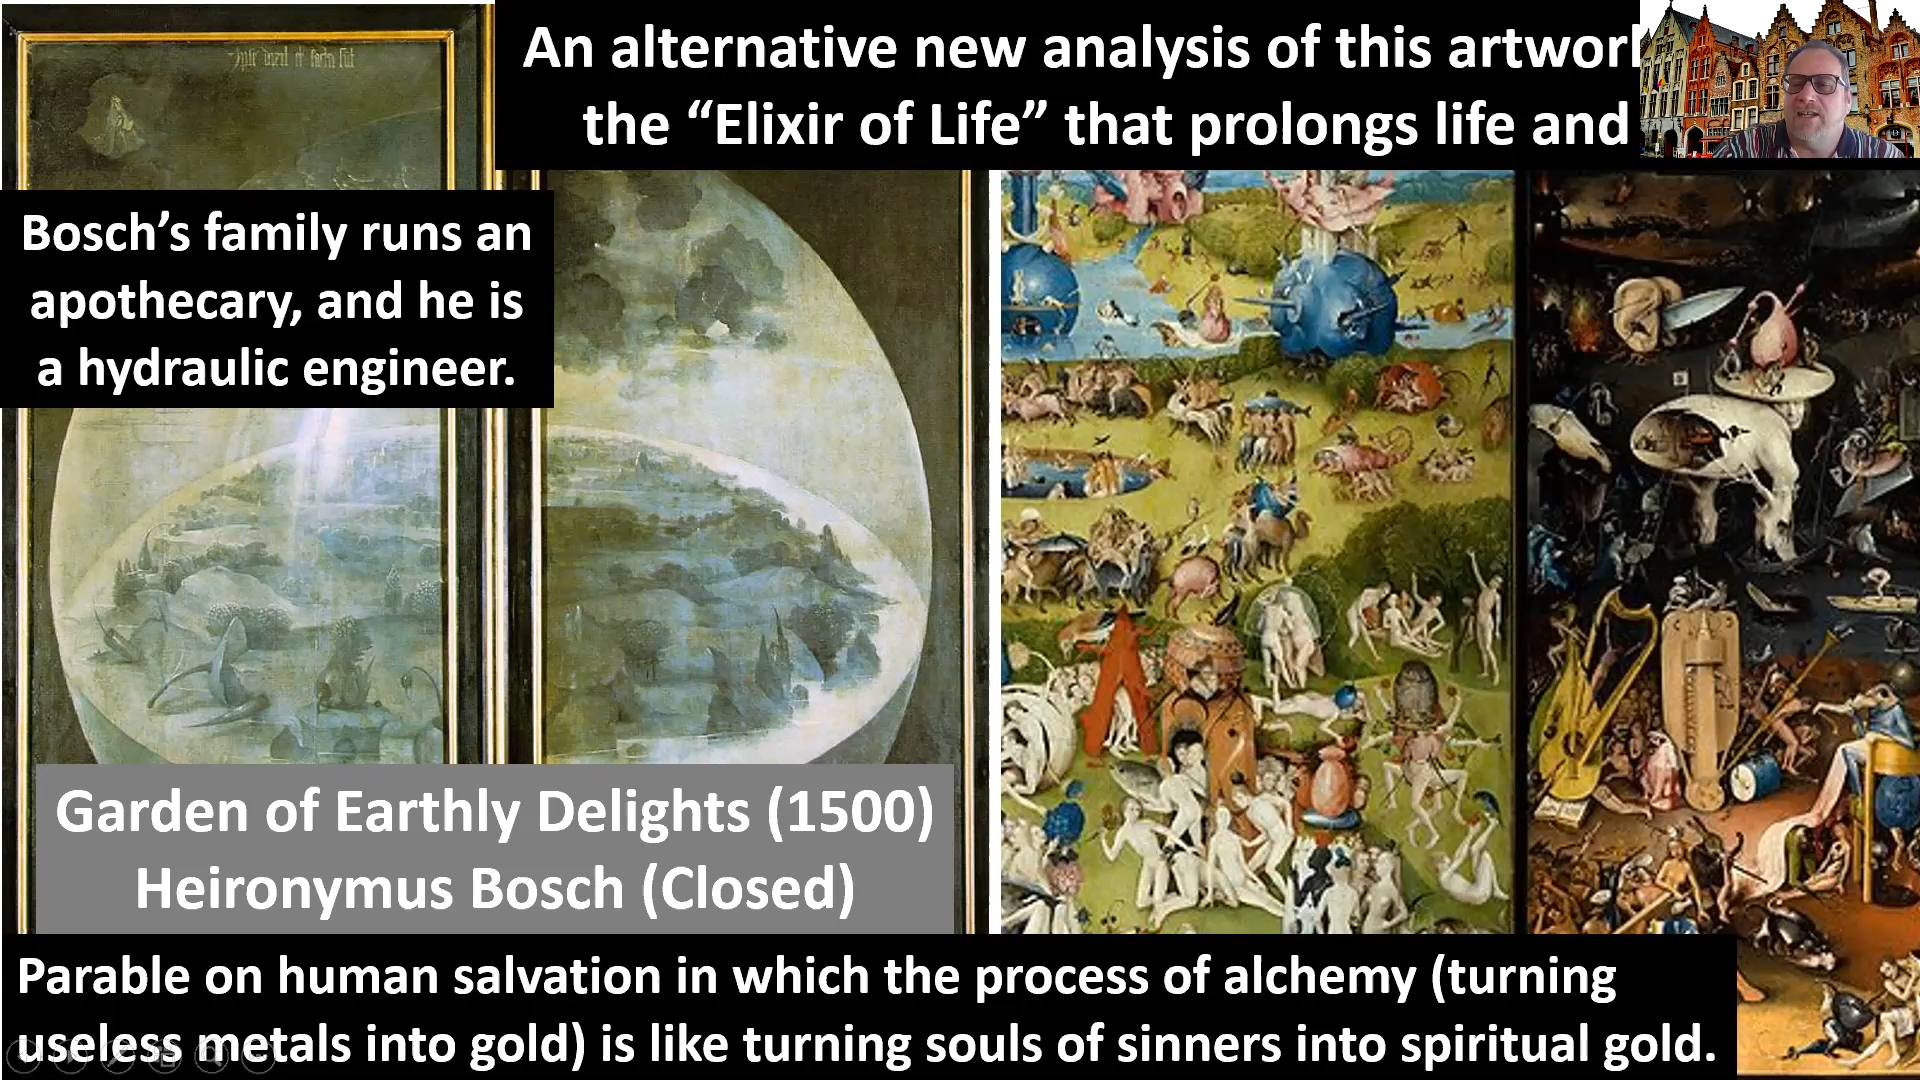 An alternative new analysis of this artwor
the “Elixir of Life” that prolongs life and
Bosch’s family runs an
apothecary, and he is
a hydraulic engineer.
Garden of Earthly Delights (1500)
Heironymus Bosch (Closed)
Parable on human salvation in which the process of alchemy (turning
useless metals into gold) is like turning souls of sinners into spiritual gold.